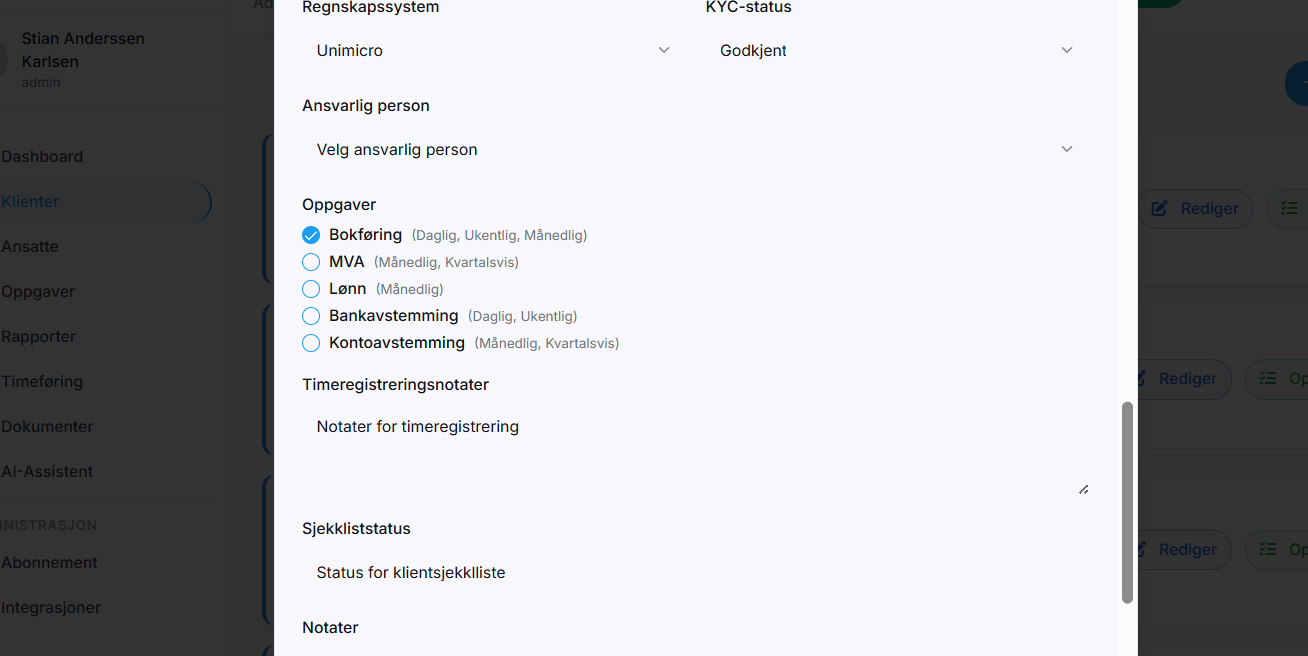 Ad
Stian Anderssen
Karlsen
admin
Dashboard
Klienter
Ansatte
Oppgaver
Rapporter
Timeføring
Dokumenter
AI-Assistent
NISTRASJON
Abonnement
Integrasjoner
Regnskapssystem
KYC-status
Unimicro
Godkjent
Ansvarlig person
Velg ansvarlig person
Oppgaver
Bokføring (Daglig, Ukentlig, Månedlig)
MVA (Månedlig, Kvartalsvis)
Lønn (Månedlig)
Bankavstemming (Daglig, Ukentlig)
Kontoavstemming (Månedlig, Kvartalsvis)
Timeregistreringsnotater
Notater for timeregistrering
Sjekkliststatus
Status for klientsjekklliste
Notater
Rediger
Rediger
Op
Rediger
Op